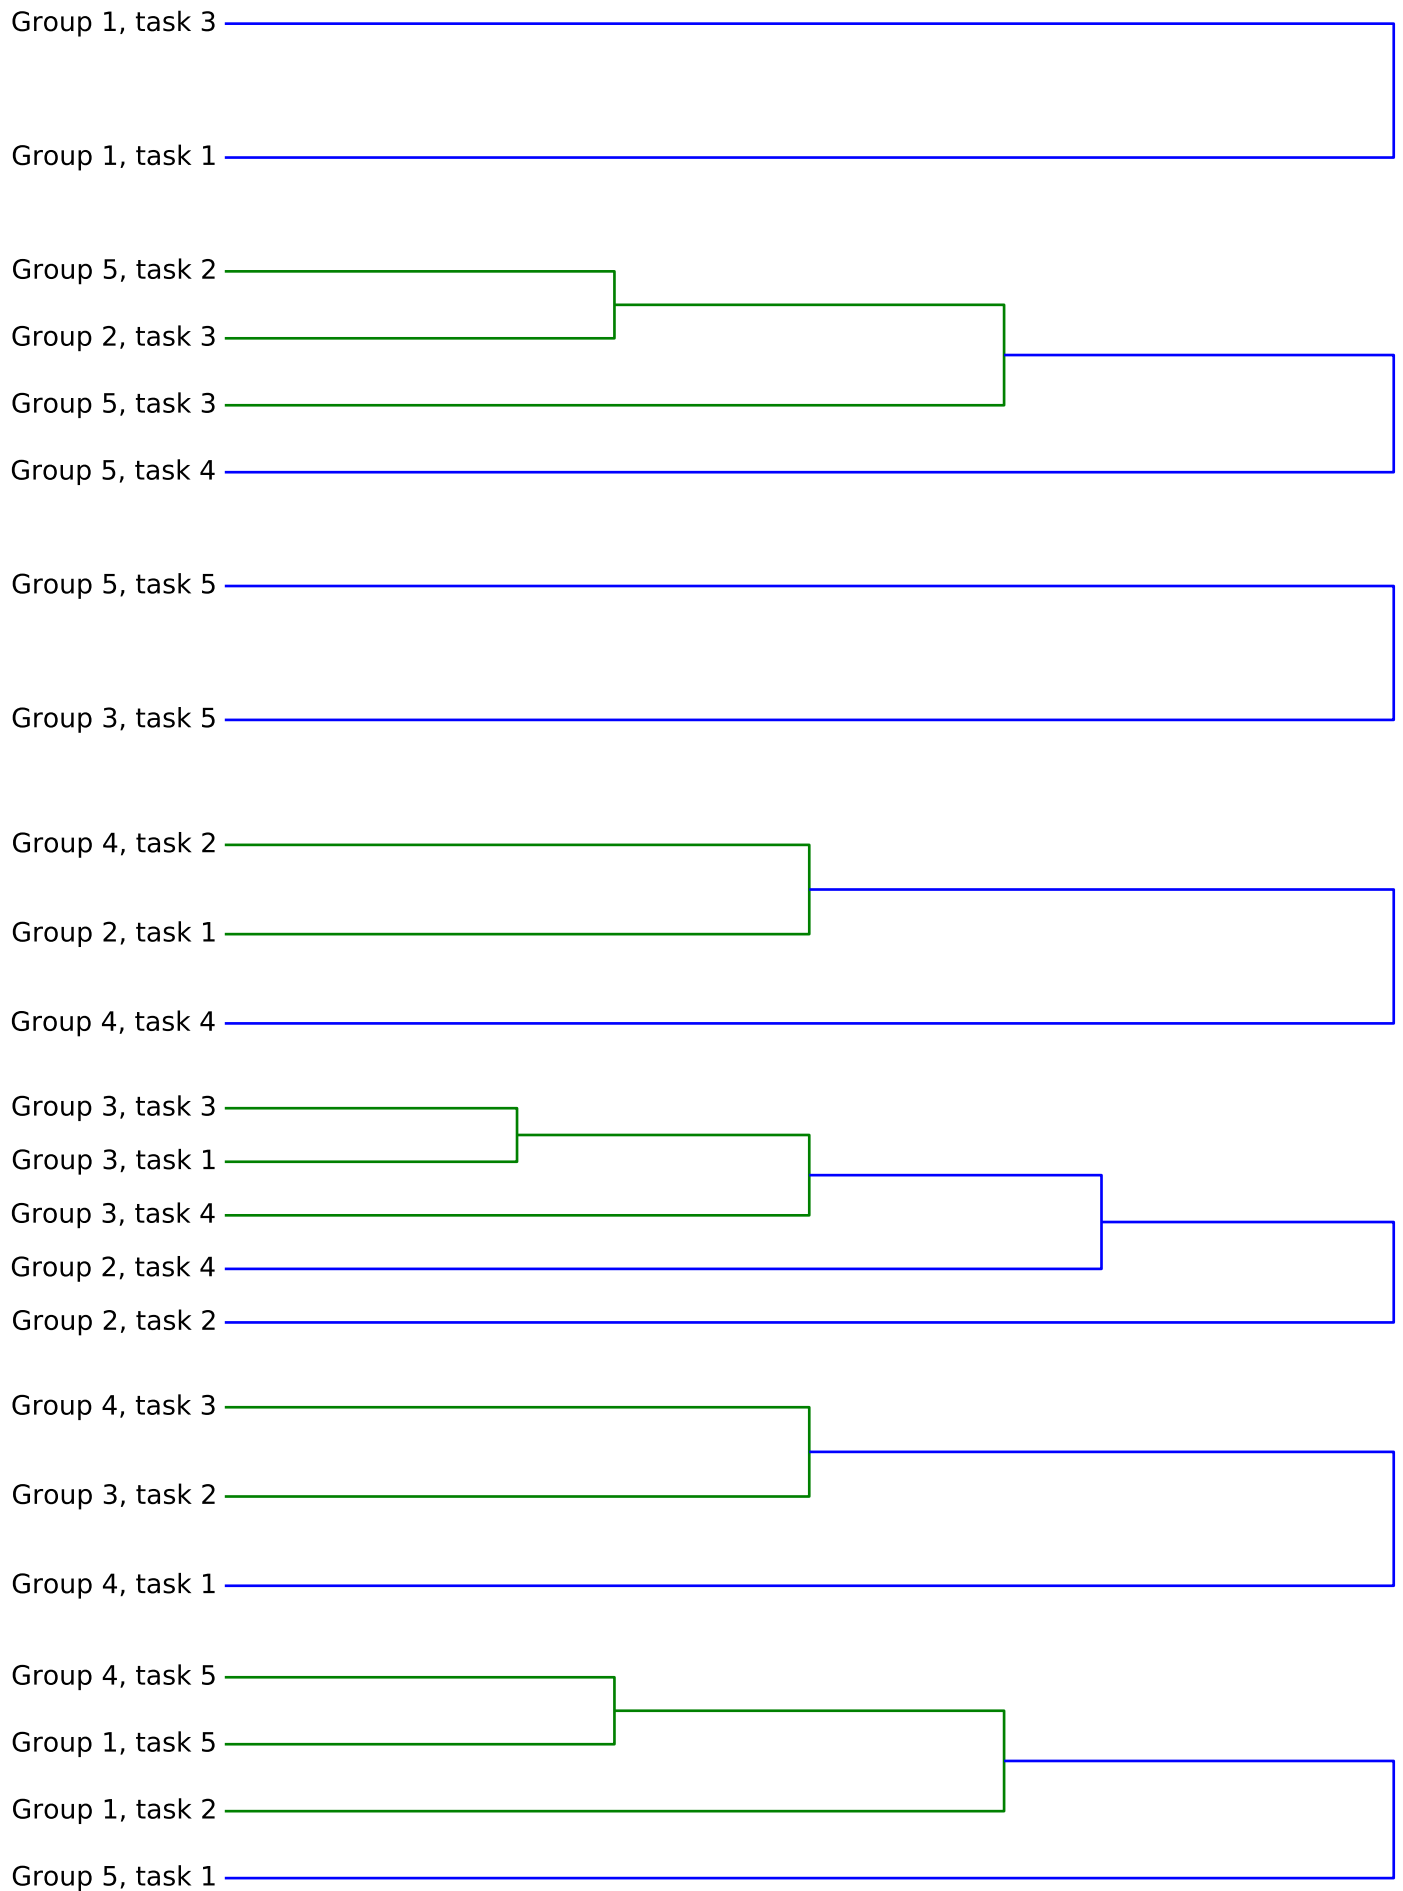 Group 1, task 3
Group 1, task 1
Group 5, task 2
Group 2, task 3
Group 5, task 3
Group 5, task 4
Group 5, task 5
Group 3, task 5
Group 4, task 2
Group 2, task 1
Group 4, task 4
Group 3, task 3
Group 3, task 1
Group 3, task 4
Group 2, task 4
Group 2, task 2
Group 4, task 3
Group 3, task 2
Group 4, task 1
Group 4, task 5
Group 1, task 5
Group 1, task 2
Group 5, task 1